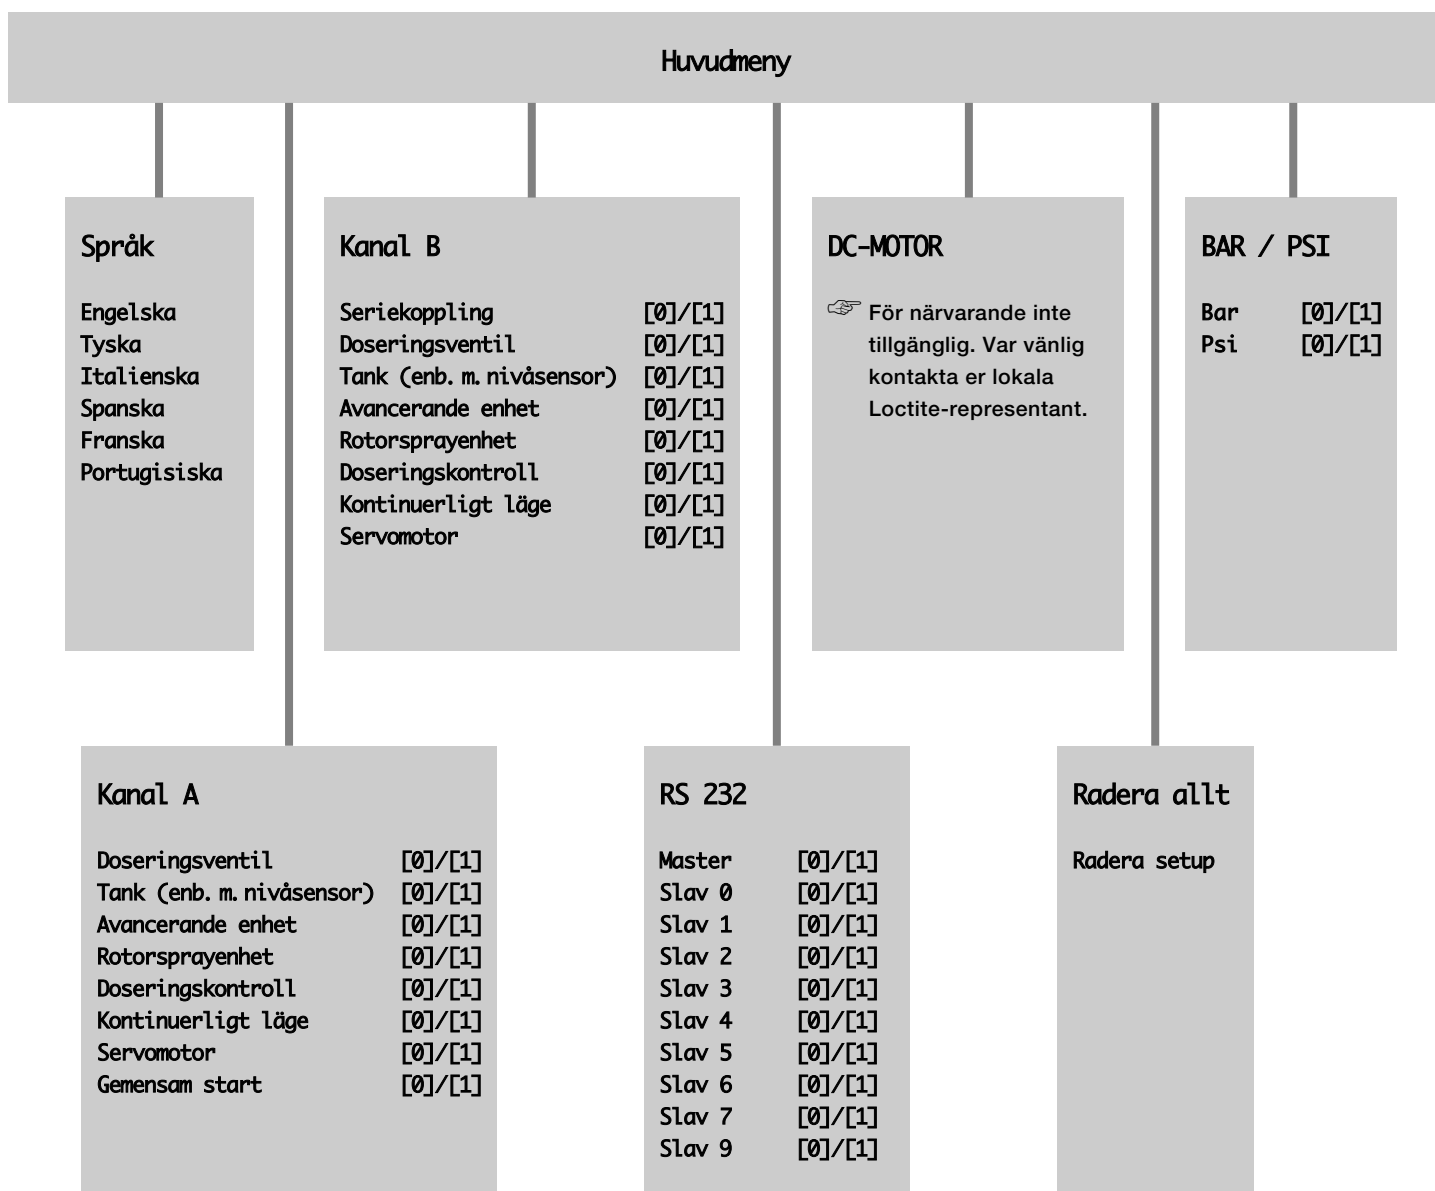 Huvudmeny
Språk
Engelska
Tyska
Italienska
Spanska
Franska
Portugisiska
Kanal B
Seriekoppling [0]/[1]
Doseringsventil [0]/[1]
Tank (enb. m. nivåsensor) [0]/[1]
Avancerande enhet [0]/[1]
Rotorsprayenhet [0]/[1]
Doseringskontroll [0]/[1]
Kontinuerligt läge [0]/[1]
Servomotor [0]/[1]
DC-MOTOR
☞ För närvarande inte
tillgänglig. Var vänlig
kontakta er lokala
Loctite-representant.
BAR / PSI
Bar [0]/[1]
Psi [0]/[1]
Kanal A
Doseringsventil [0]/[1]
Tank (enb. m. nivåsensor) [0]/[1]
Avancerande enhet [0]/[1]
Rotorsprayenhet [0]/[1]
Doseringskontroll [0]/[1]
Kontinuerligt läge [0]/[1]
Servomotor [0]/[1]
Gemensam start [0]/[1]
RS 232
Master [0]/[1]
Slav 0 [0]/[1]
Slav 1 [0]/[1]
Slav 2 [0]/[1]
Slav 3 [0]/[1]
Slav 4 [0]/[1]
Slav 5 [0]/[1]
Slav 6 [0]/[1]
Slav 7 [0]/[1]
Slav 9 [0]/[1]
Radera allt
Radera setup